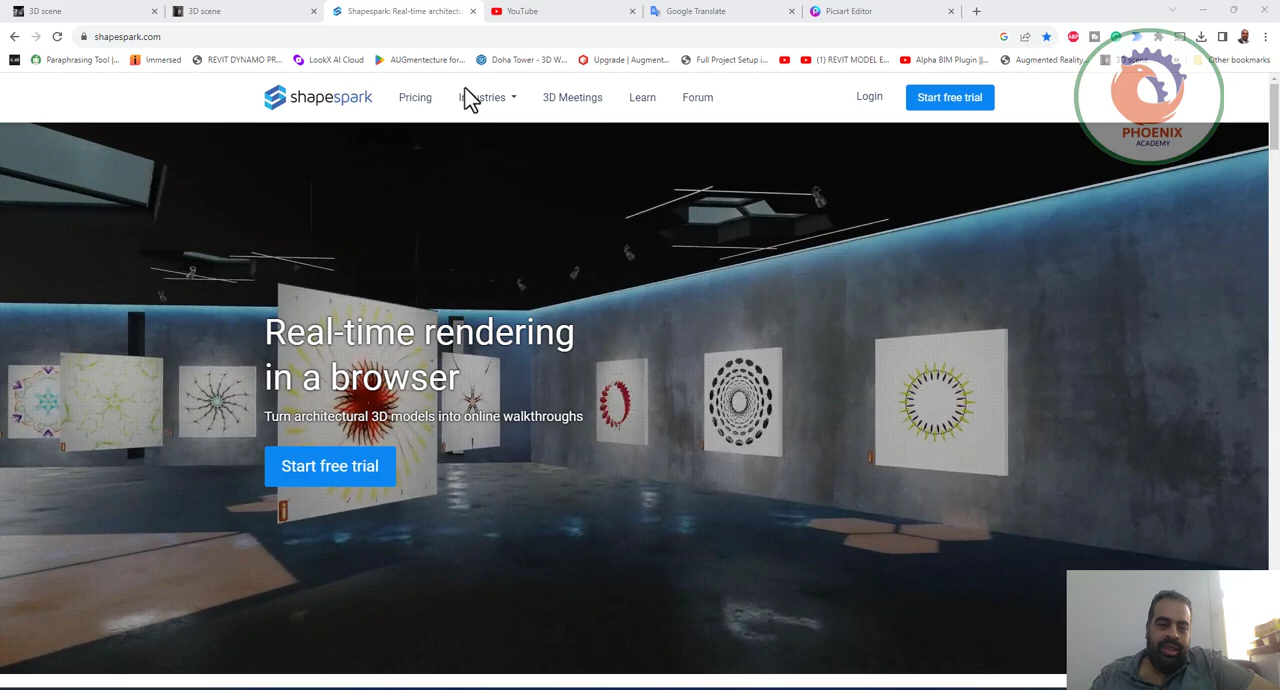 3D scene
3D scene
Shapespark: Real-time architectu
YouTube
Google Translate
Picsart Editor
shapespark.com
Paraphrasing Tool |...
Immersed
REVIT DYNAMO PR...
LookX AI Cloud
AUGmentecture for...
Doha Tower - 3D W...
Upgrade | Augment...
Full Project Setup i...
(1) REVIT MODEL E...
Alpha BIM Plugin ||...
Augmented Reality...
3D scene
Other bookmarks
shapespark
Pricing
Industries
3D Meetings
Learn
Forum
Login
Start free trial
PHOENIX
ACADEMY
Real-time rendering
in a browser
Turn architectural 3D models into online walkthroughs
Start free trial